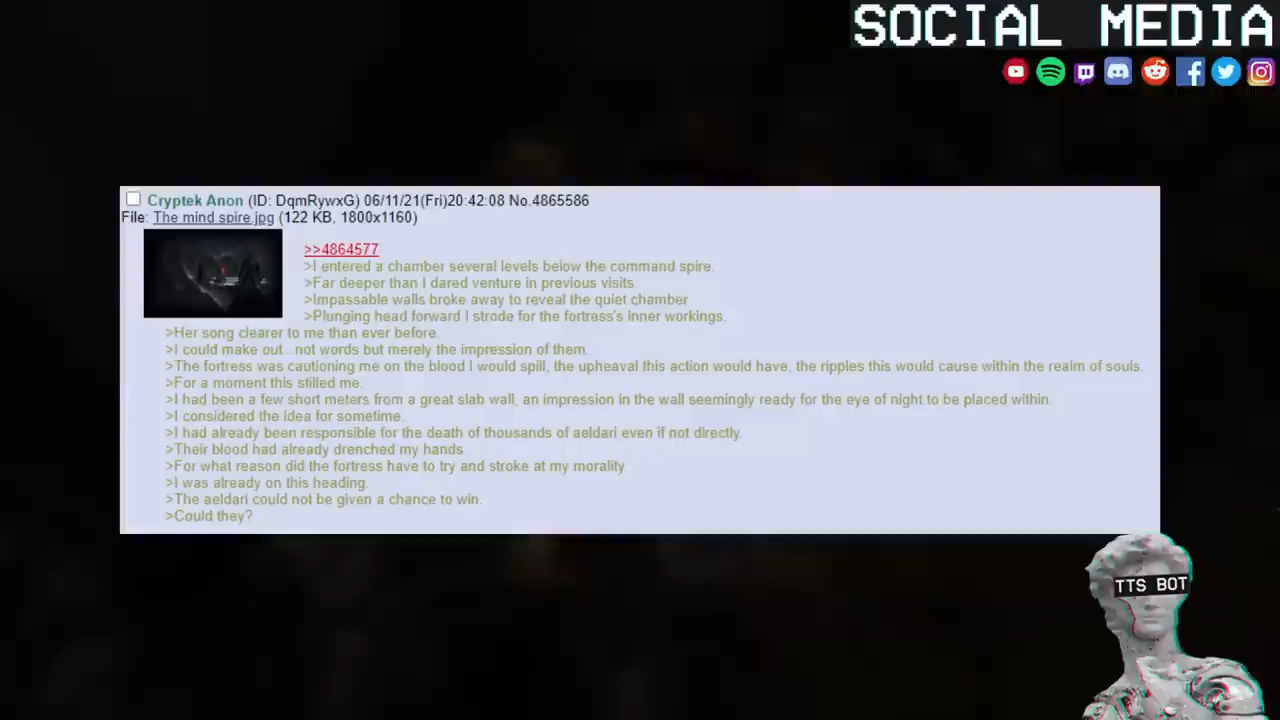 SOCIAL MEDIA
Cryptek Anon (ID: DqmRywxG) 06/11/21(Fri)20:42:08 No.4865586
File: The mind spire.jpg (122 KB, 1800x1160)
>>4864577
>I entered a chamber several levels below the command spire.
>Far deeper than I dared venture in previous visits.
>Impassable walls broke away to reveal the quiet chamber
>Plunging head forward I strode for the fortress's inner workings.
>Her song clearer to me than ever before.
>I could make out...not words but merely the impression of them.
>The fortress was cautioning me on the blood I would spill, the upheaval this action would have, the ripples this would cause within the realm of souls.
>For a moment this stilled me.
>I had been a few short meters from a great slab wall, an impression in the wall seemingly ready for the eye of night to be placed within.
>I considered the idea for sometime.
>I had already been responsible for the death of thousands of aeldari even if not directly.
>Their blood had already drenched my hands.
>For what reason did the fortress have to try and stroke at my morality.
>I was already on this heading.
>The aeldari could not be given a chance to win.
>Could they?
TTS BOT